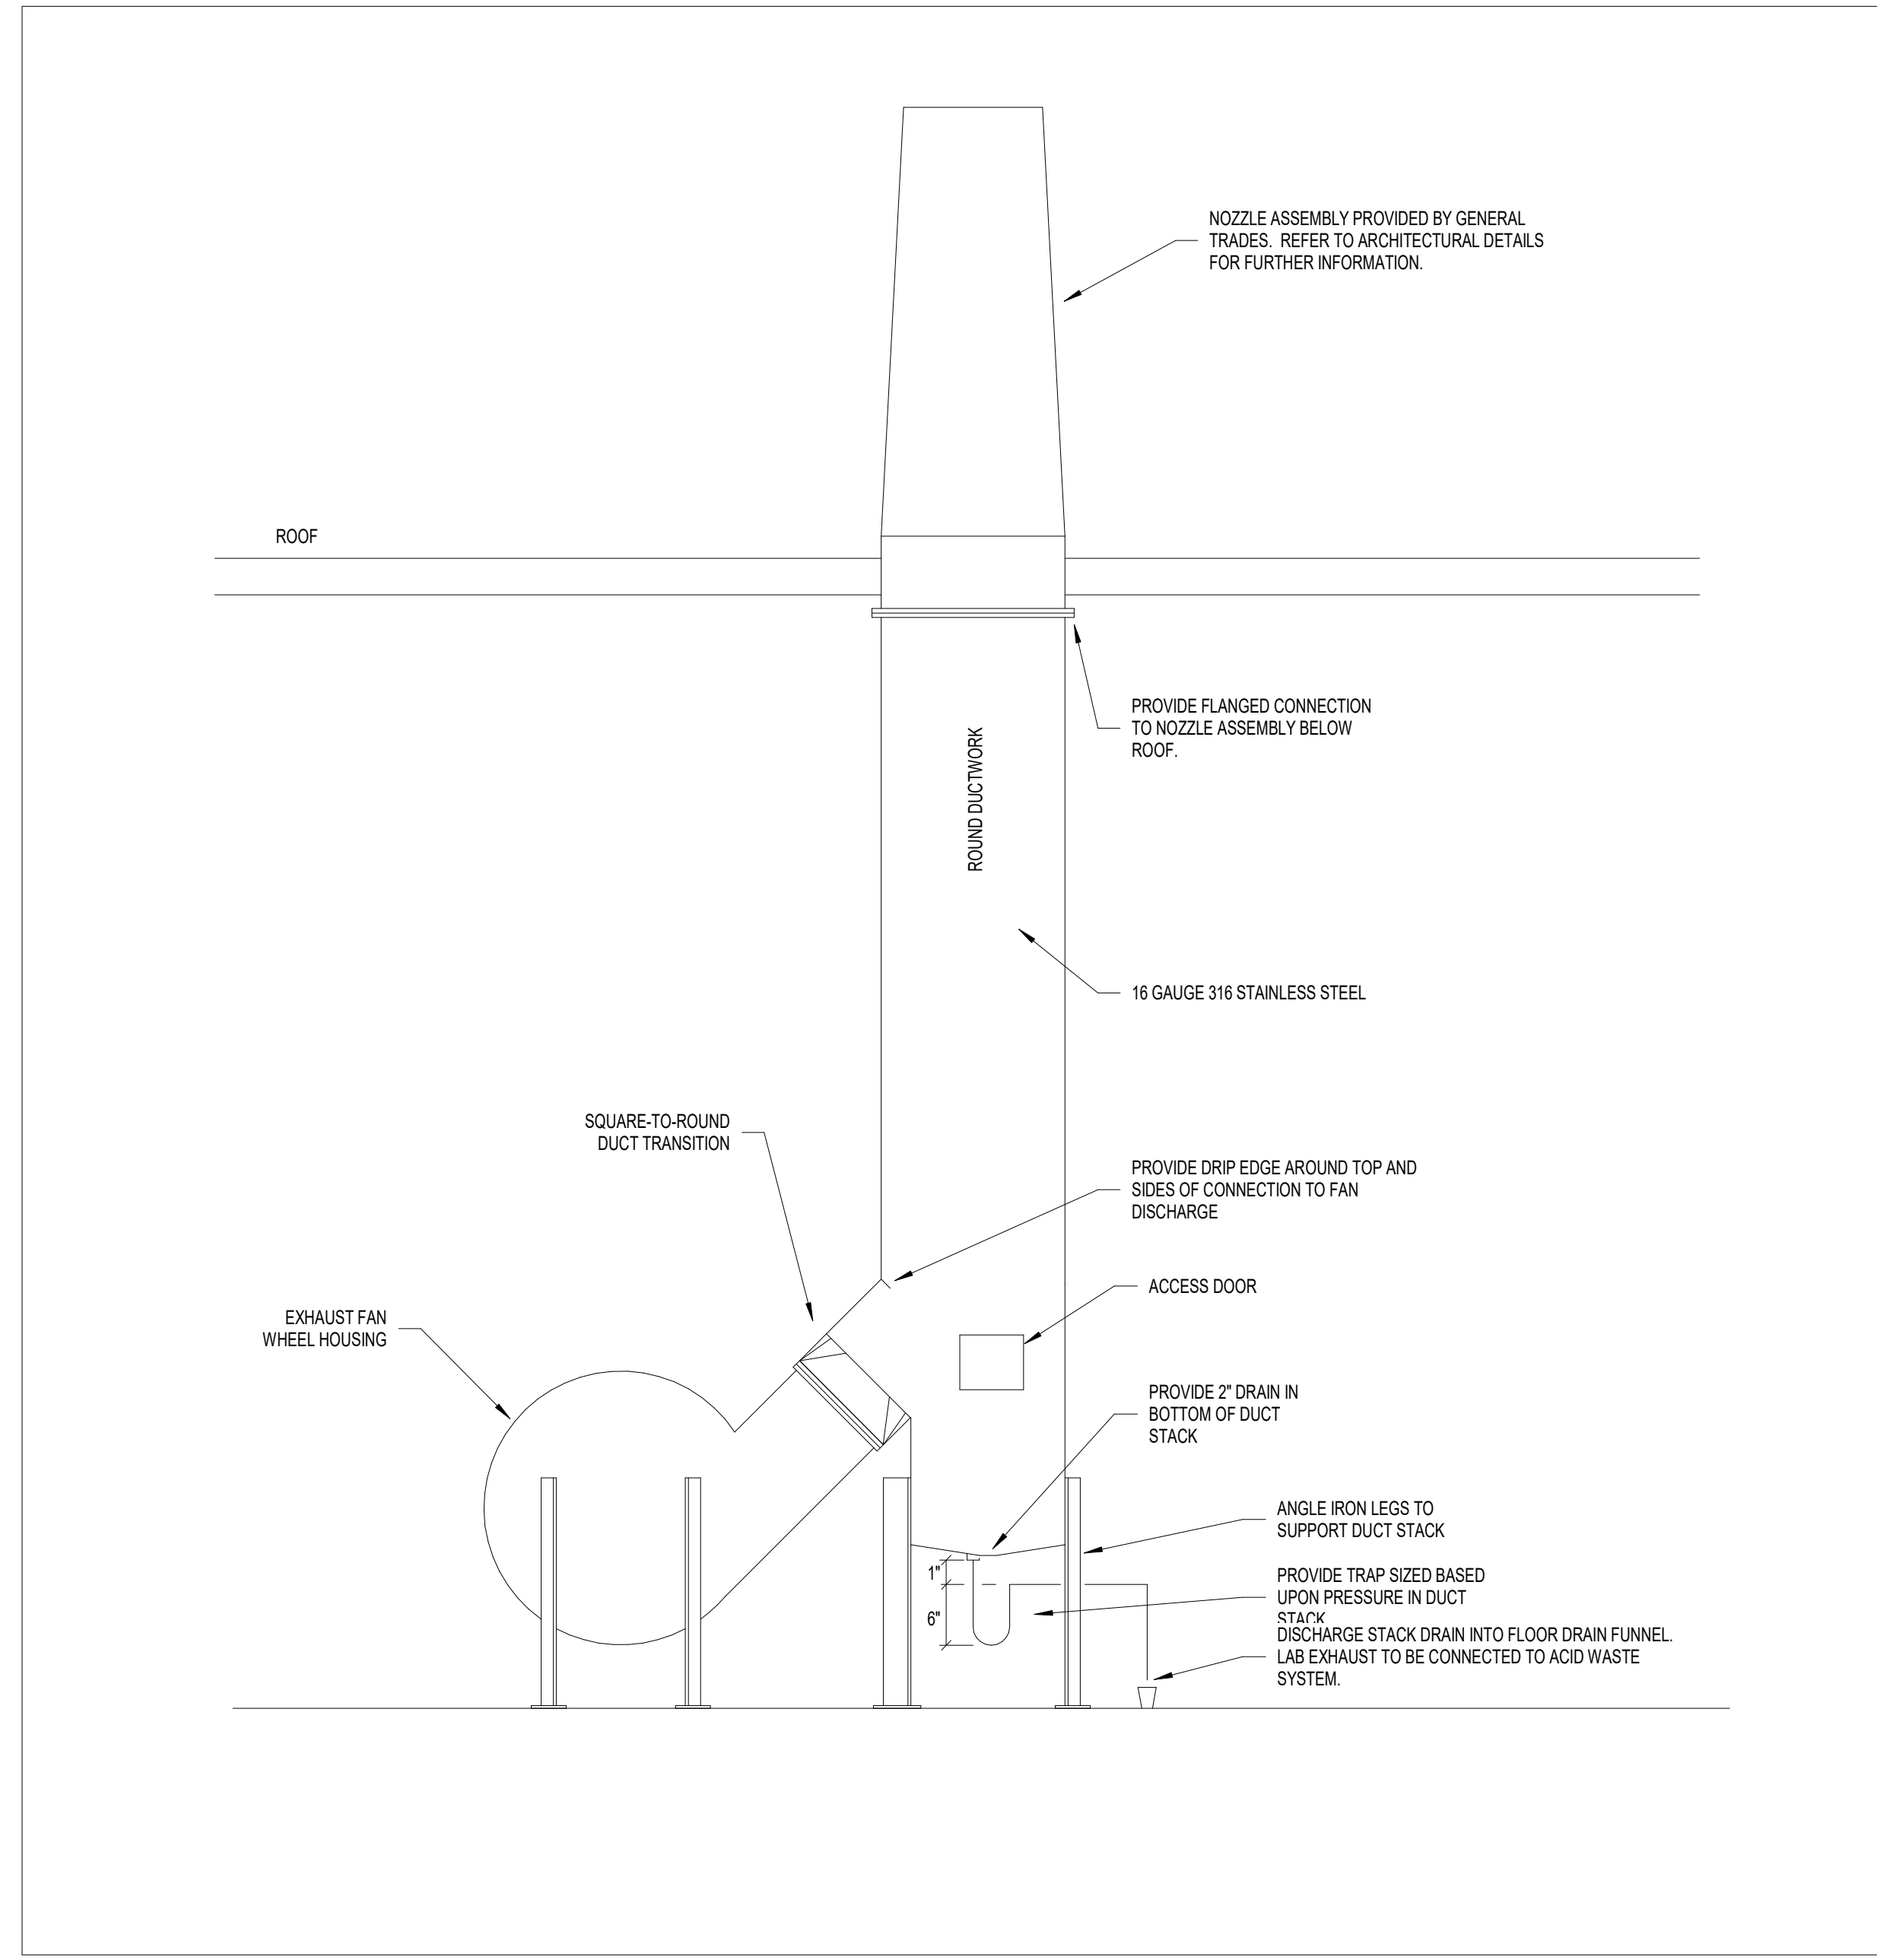 NOZZLE ASSEMBLY PROVIDED BY GENERAL
TRADES.  REFER TO ARCHITECTURAL DETAILS
FOR FURTHER INFORMATION.
ROOF
PROVIDE FLANGED CONNECTION
TO NOZZLE ASSEMBLY BELOW
ROOF.
ROUND DUCTWORK
16 GAUGE 316 STAINLESS STEEL
SQUARE-TO-ROUND
DUCT TRANSITION
PROVIDE DRIP EDGE AROUND TOP AND
SIDES OF CONNECTION TO FAN
DISCHARGE
ACCESS DOOR
EXHAUST FAN
WHEEL HOUSING
PROVIDE 2" DRAIN IN
BOTTOM OF DUCT
STACK
ANGLE IRON LEGS TO
SUPPORT DUCT STACK
1"
6"
PROVIDE TRAP SIZED BASED
UPON PRESSURE IN DUCT
STACK
DISCHARGE STACK DRAIN INTO FLOOR DRAIN FUNNEL.
LAB EXHAUST TO BE CONNECTED TO ACID WASTE
SYSTEM.